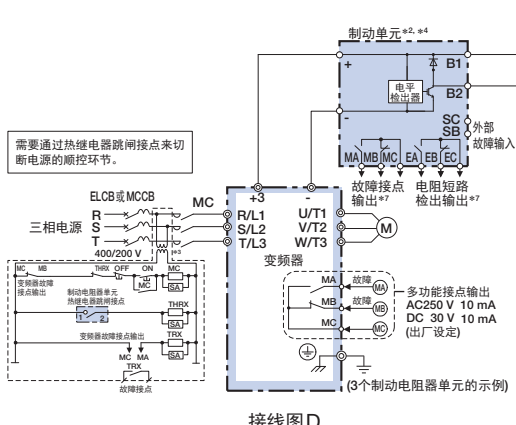 制动单元*2, *4
+
B1
电平
检出器
B2
-
SC
SB
外部
故障输入
MA MB MC EA EB EC
故障接点
输出*7
电阻短路
检出输出*7
需要通过热继电器跳闸接点来切
断电源的顺控环节。
ELCB或MCCB
MC
+3
-
三相电源
R
S
T
400/200 V
*3
R/L1
S/L2
T/L3
U/T1
V/T2
W/T3
M
变频器
MC MB THRX OFF ON MC
变频器故障
接点输出
MC
SA
制动电阻器单元
热继电器跳闸接点
1 2
THRX
SA
变频器故障接点输出
TRX
MC MA
SA
TRX
故障接点
MA 故障 MA
MB 故障 MB
MC MC
多功能接点输出
AC250 V 10 mA
DC 30 V 10 mA
(出厂设定)
(3个制动电阻器单元的示例)
接线图D